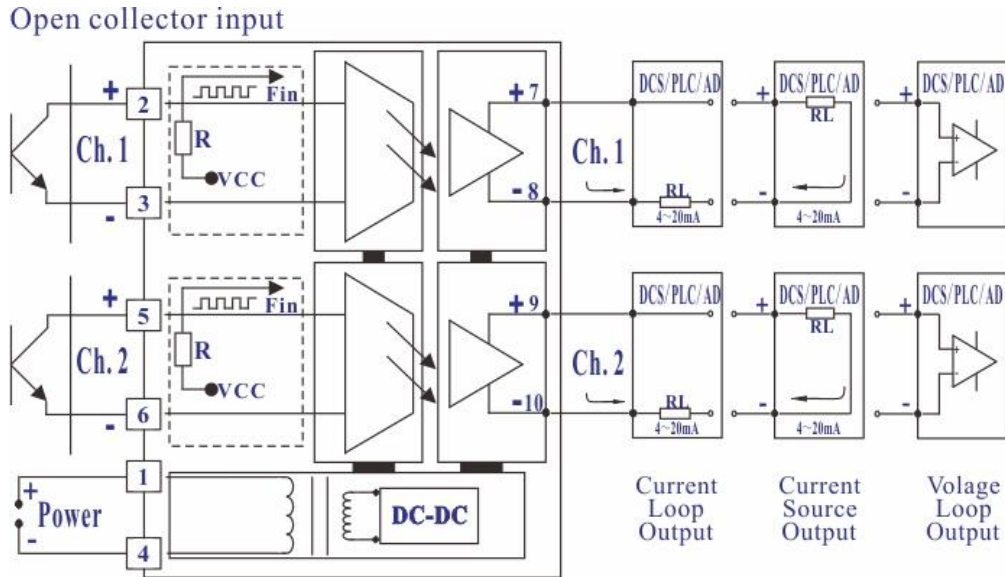 Open collector input
+ 2 Fin + 7 DCS/PLC/AD + DCS/PLC/AD + DCS/PLC/AD
RL
+
Ch. 1 R Ch. 1
VCC
-
- 3 - 8 RL - -
4~20mA 4~20mA
+ 5 Fin + 9 DCS/PLC/AD + DCS/PLC/AD + DCS/PLC/AD
RL
+
Ch. 2 R Ch. 2
VCC
-
- 6 - 10 RL - -
4~20mA 4~20mA
1
+
Power DC-DC
-
4
Current
Loop
Output
Current
Source
Output
Volage
Loop
Output